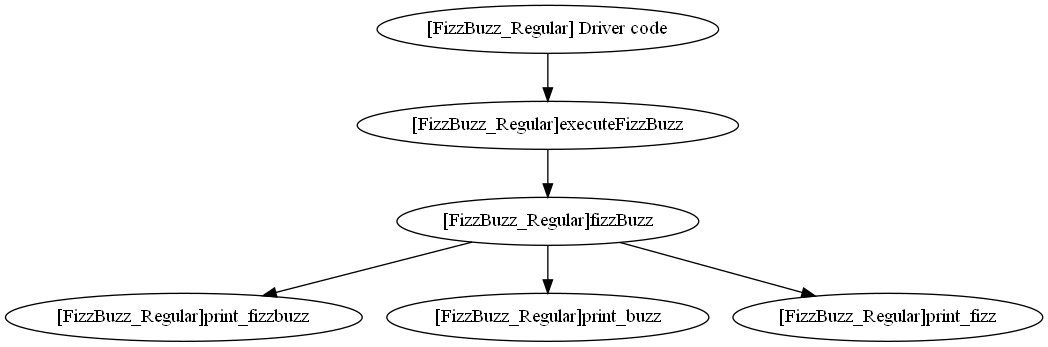 [FizzBuzz_Regular] Driver code
[FizzBuzz_Regular]executeFizzBuzz
[FizzBuzz_Regular]fizzBuzz
[FizzBuzz_Regular]print_fizzbuzz
[FizzBuzz_Regular]print_buzz
[FizzBuzz_Regular]print_fizz